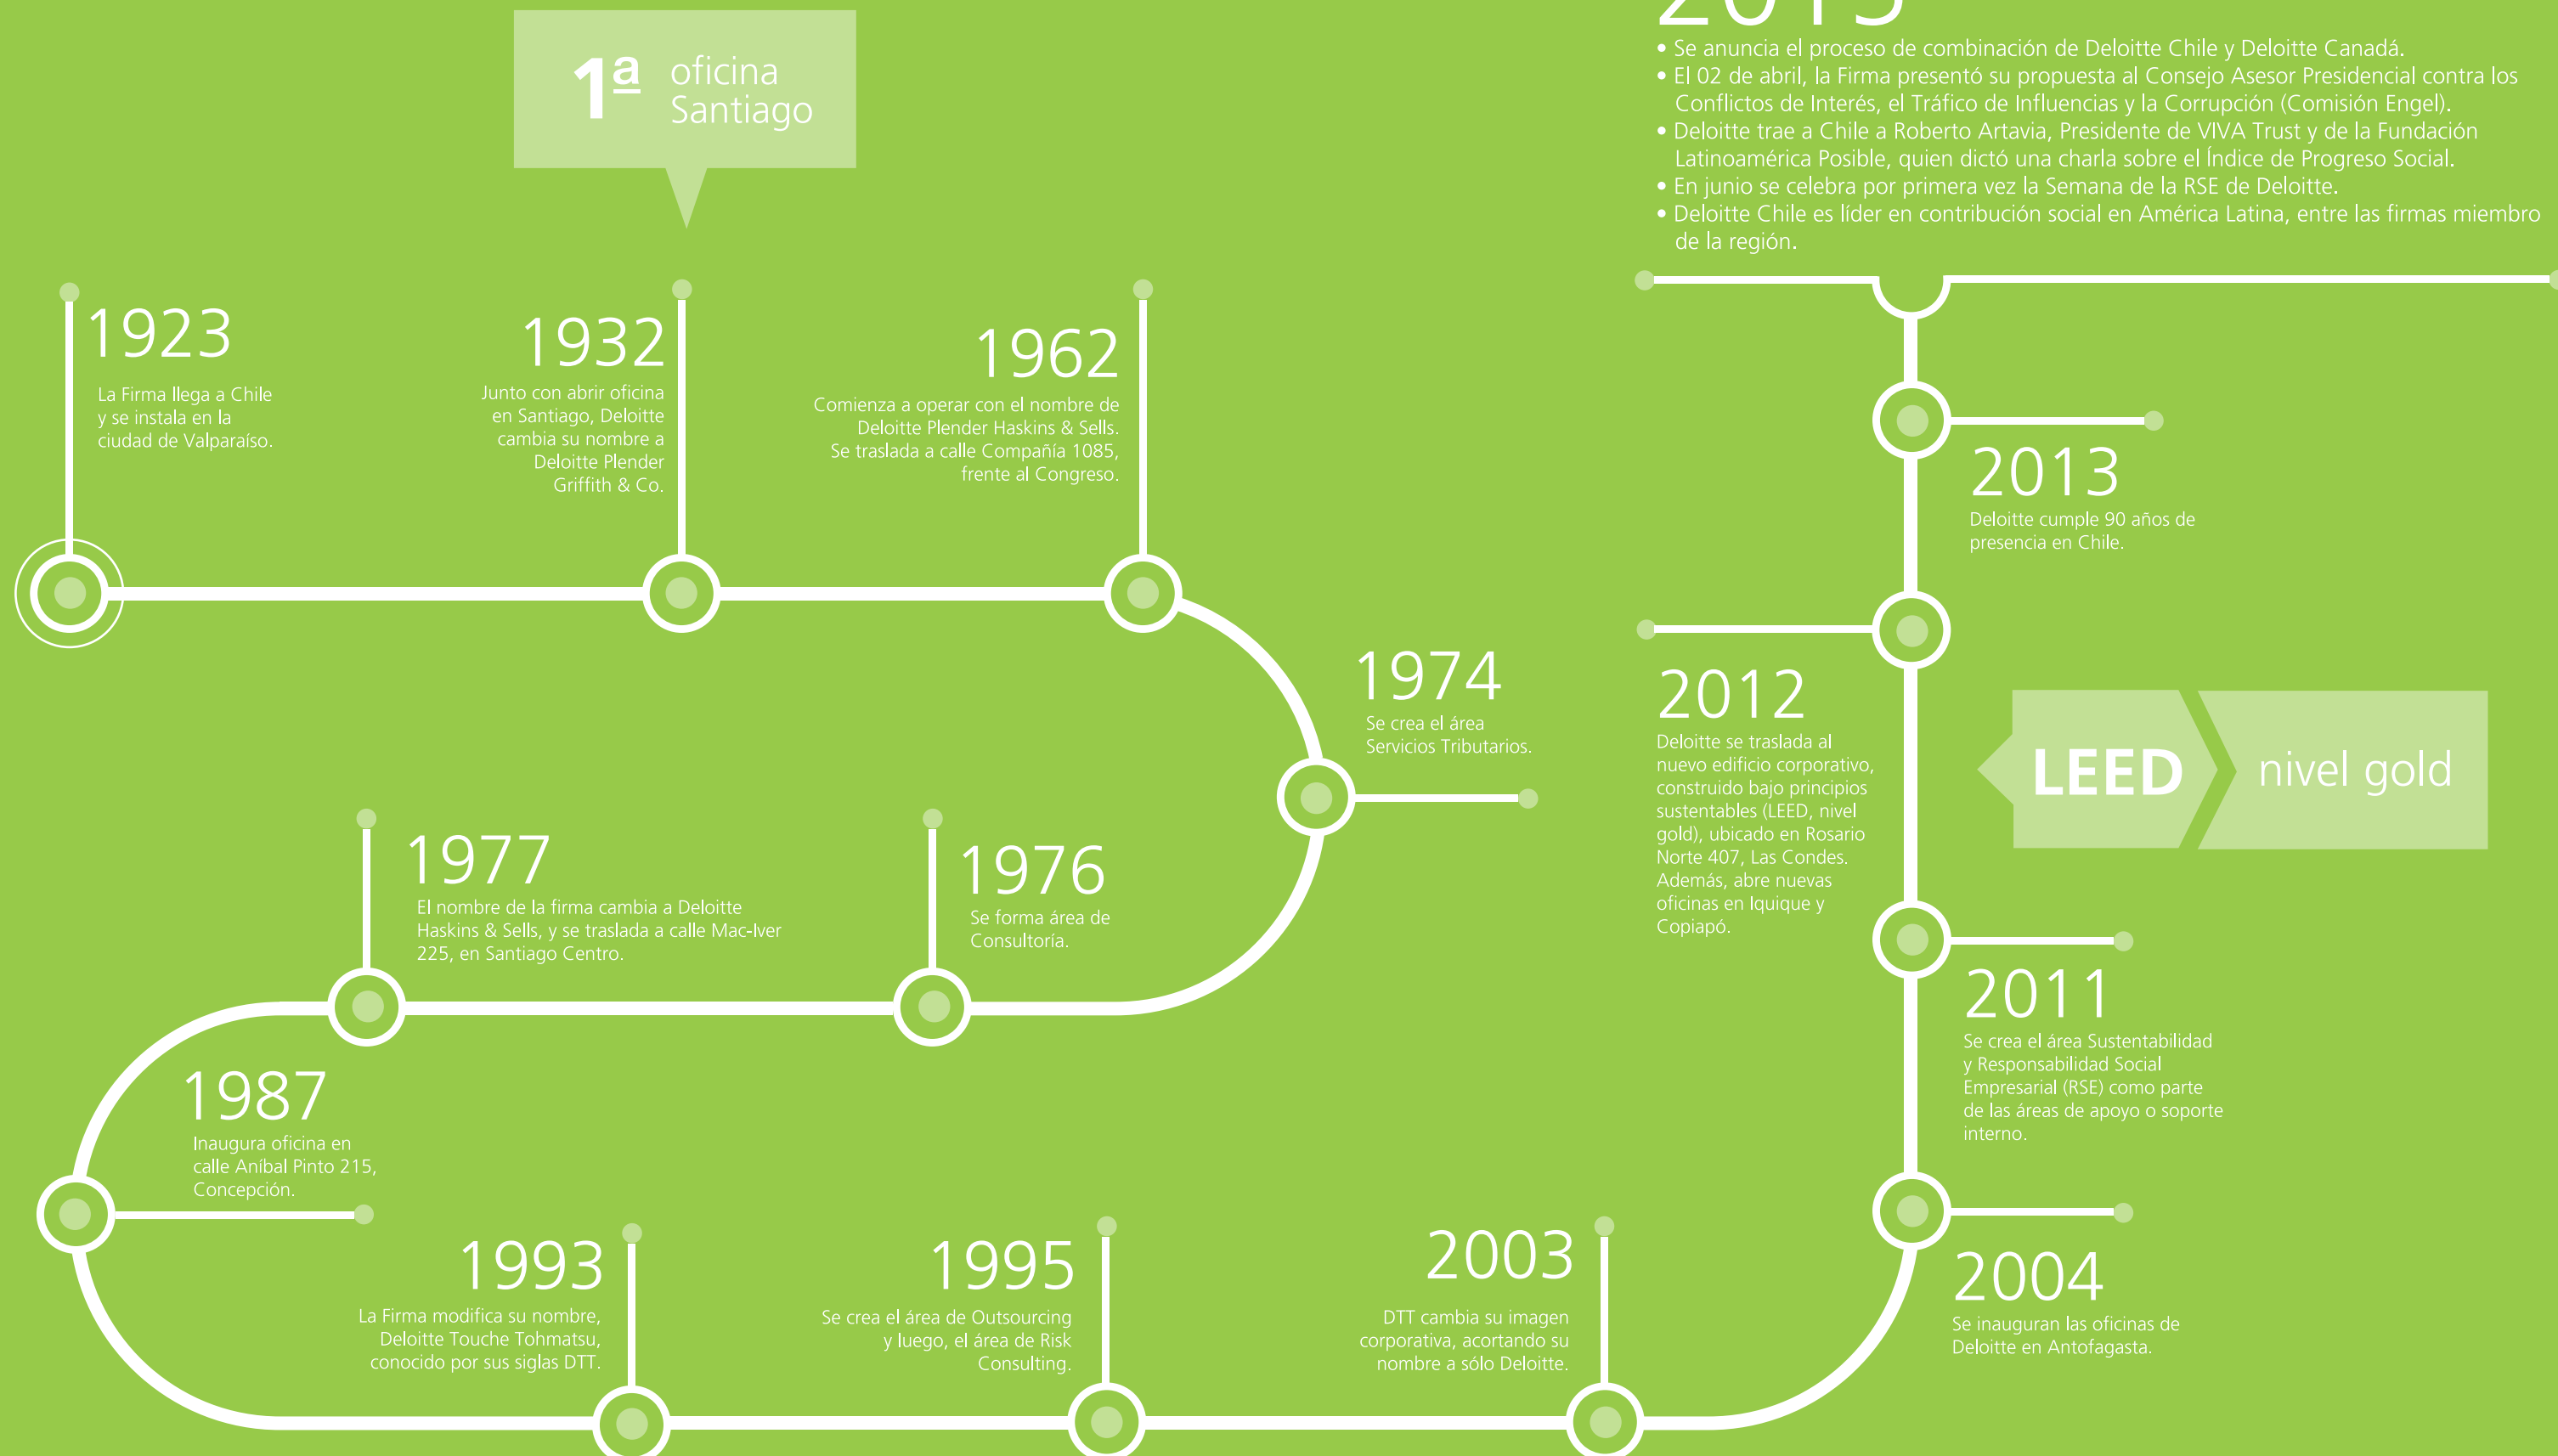 1ª oficina
Santiago
2015
• Se anuncia el proceso de combinación de Deloitte Chile y Deloitte Canadá.
• El 02 de abril, la Firma presentó su propuesta al Consejo Asesor Presidencial contra los
Conflictos de Interés, el Tráfico de Influencias y la Corrupción (Comisión Engel).
• Deloitte trae a Chile a Roberto Artavia, Presidente de VIVA Trust y de la Fundación
Latinoamérica Posible, quien dictó una charla sobre el Índice de Progreso Social.
• En junio se celebra por primera vez la Semana de la RSE de Deloitte.
• Deloitte Chile es líder en contribución social en América Latina, entre las firmas miembro
de la región.
1923
La Firma llega a Chile
y se instala en la
ciudad de Valparaíso.
1932
Junto con abrir oficina
en Santiago, Deloitte
cambia su nombre a
Deloitte Plender
Griffith & Co.
1962
Comienza a operar con el nombre de
Deloitte Plender Haskins & Sells.
Se traslada a calle Compañía 1085,
frente al Congreso.
1974
Se crea el área
Servicios Tributarios.
1976
Se forma área de
Consultoría.
1977
El nombre de la firma cambia a Deloitte
Haskins & Sells, y se traslada a calle Mac-Iver
225, en Santiago Centro.
1987
Inaugura oficina en
calle Aníbal Pinto 215,
Concepción.
1993
La Firma modifica su nombre,
Deloitte Touche Tohmatsu,
conocido por sus siglas DTT.
1995
Se crea el área de Outsourcing
y luego, el área de Risk
Consulting.
2003
DTT cambia su imagen
corporativa, acortando su
nombre a sólo Deloitte.
2004
Se inauguran las oficinas de
Deloitte en Antofagasta.
2011
Se crea el área Sustentabilidad
y Responsabilidad Social
Empresarial (RSE) como parte
de las áreas de apoyo o soporte
interno.
2012
Deloitte se traslada al
nuevo edificio corporativo,
construido bajo principios
sustentables (LEED, nivel
gold), ubicado en Rosario
Norte 407, Las Condes.
Además, abre nuevas
oficinas en Iquique y
Copiapó.
LEED nivel gold
2013
Deloitte cumple 90 años de
presencia en Chile.